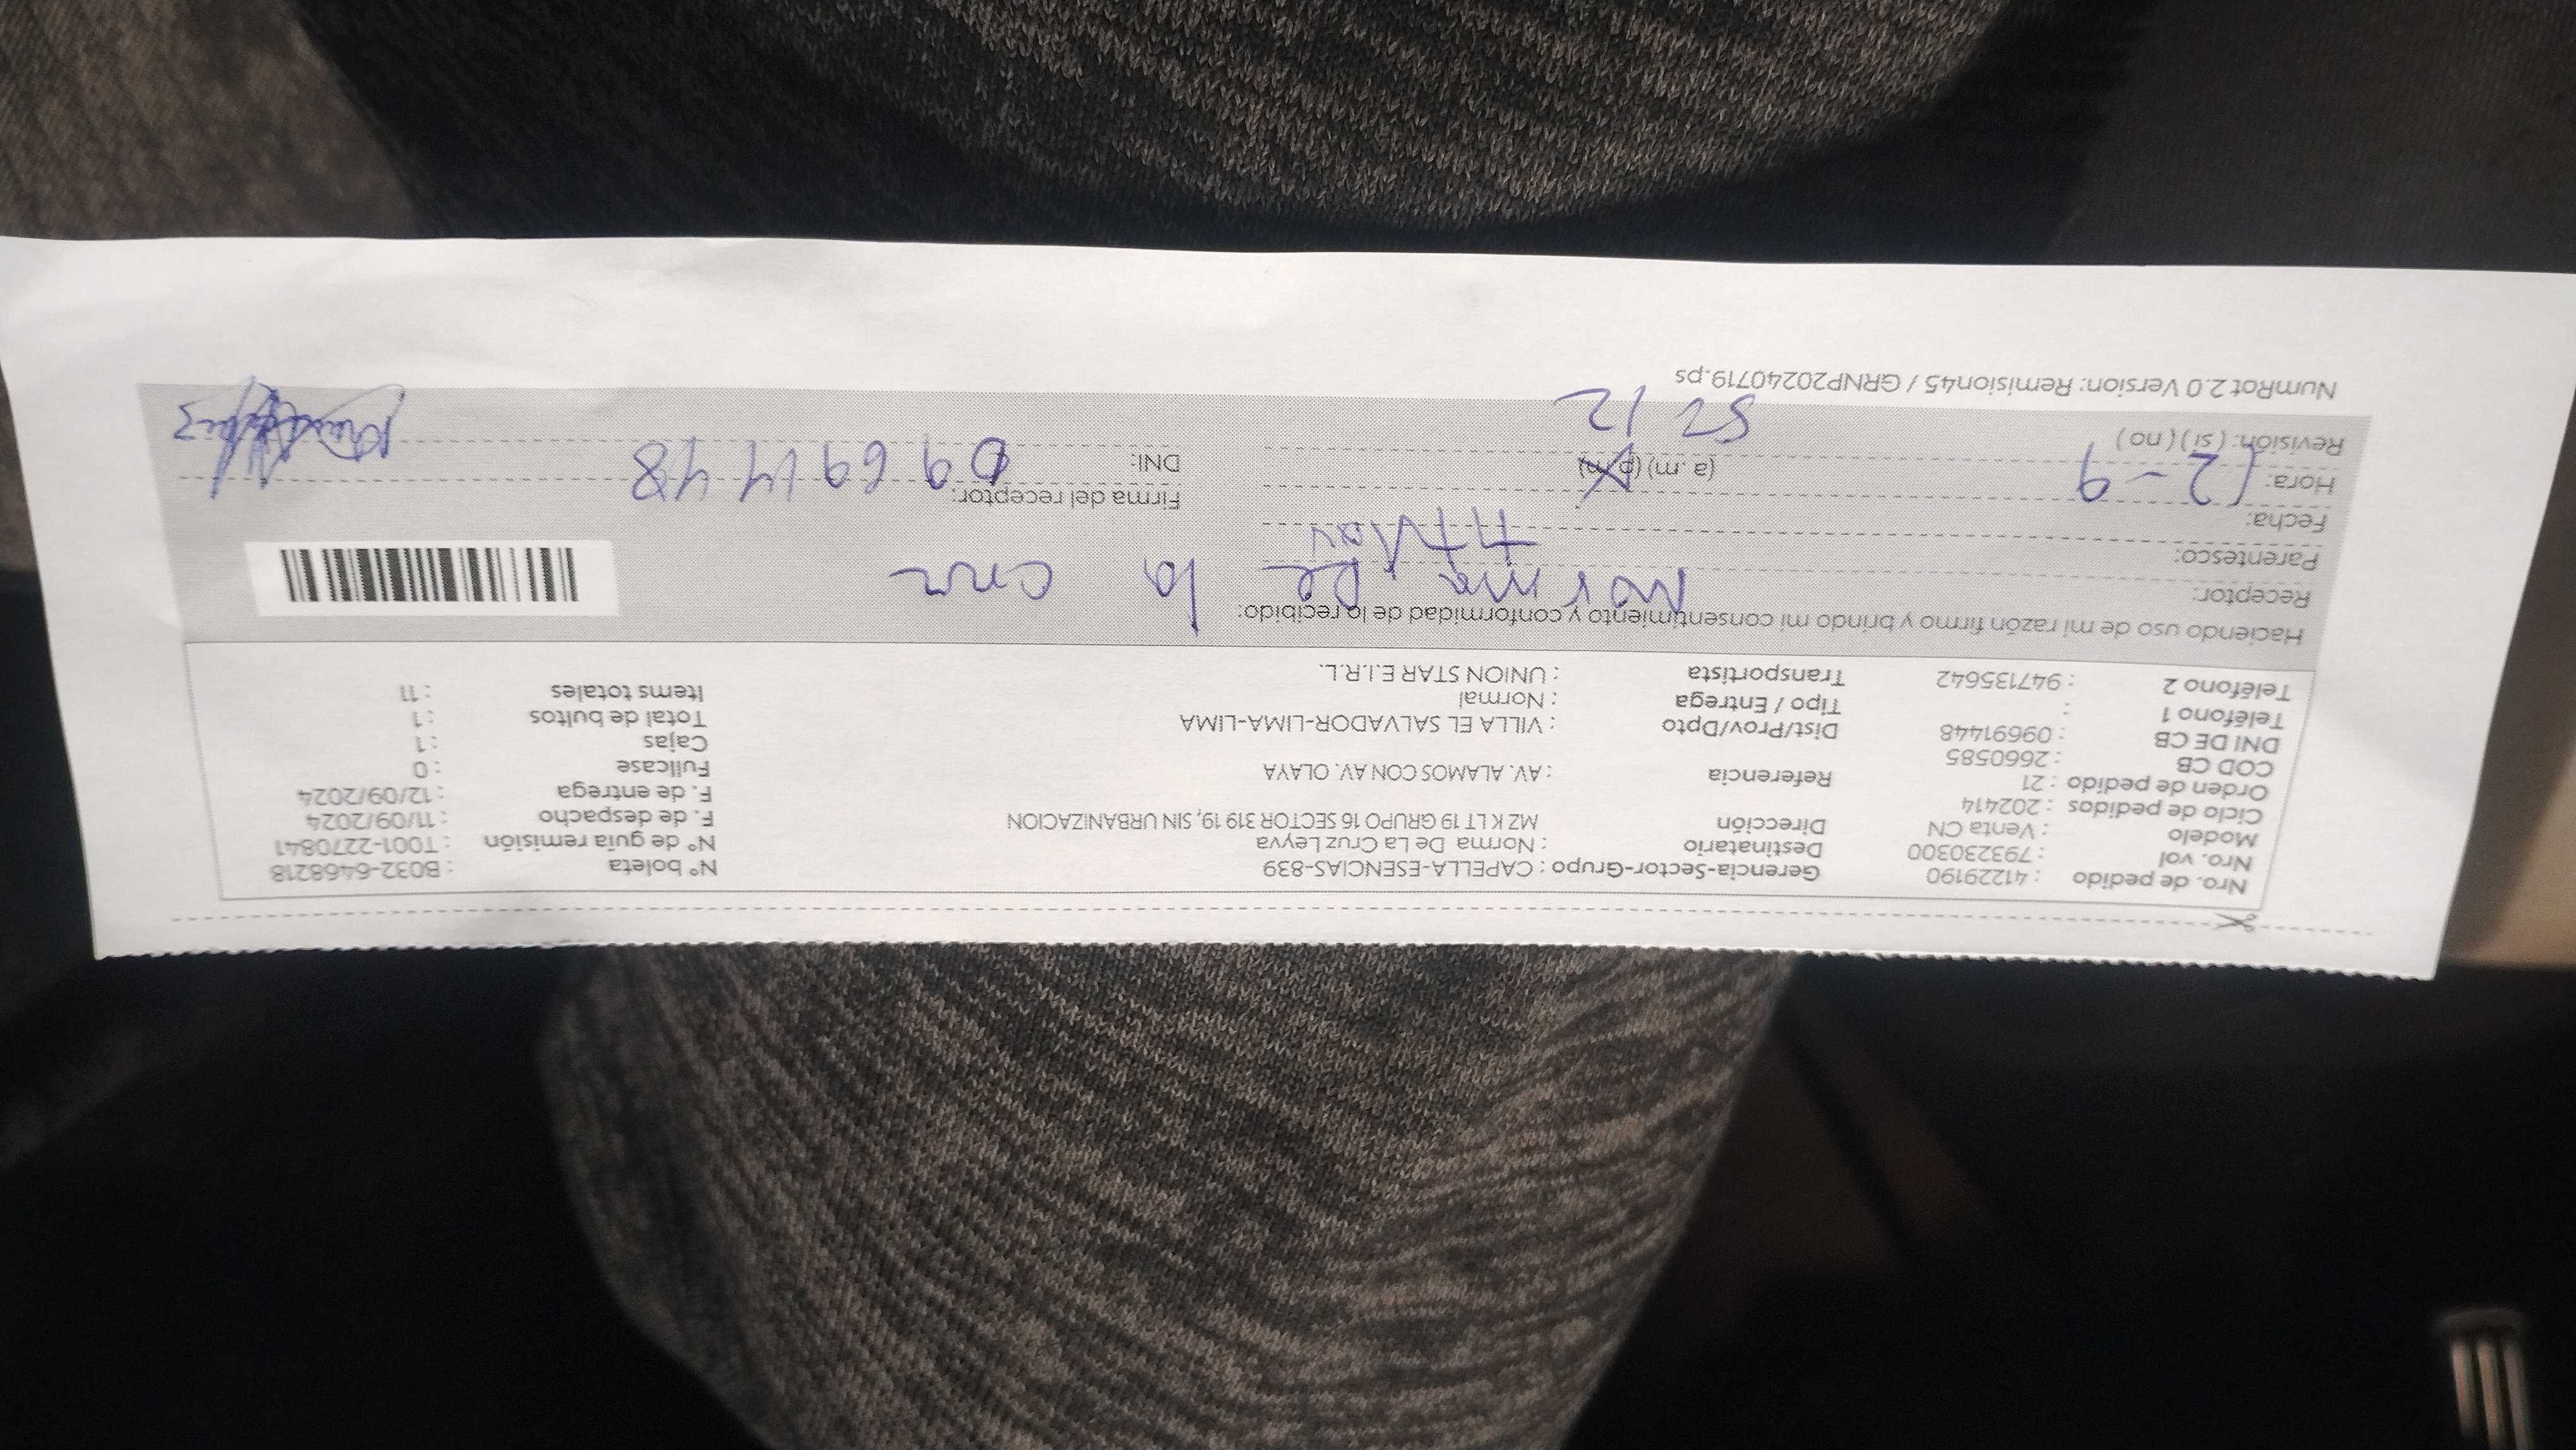 Nro. de pedido : 41229190 Gerencia-Sector-Grupo : CAPELLA-ESENCIAS-839 N° boleta : B032-6468218
Nro. vol : 793230300 Destinatario : Norma De La Cruz Leyva N° de guía remisión : T001-2270841
Modelo : Venta CN Dirección MZ K LT 19 GRUPO 16 SECTOR 319 19, SIN URBANIZACION F. de despacho : 11/09/2024
Ciclo de pedidos : 202414 F. de entrega : 12/09/2024
Orden de pedido : 21 Referencia : AV. ALAMOS CON AV. OLAYA Fullcase : 0
COD CB : 2660585 Cajas : 1
DNI DE CB : 09691448 Dist/Prov/Dpto : VILLA EL SALVADOR-LIMA-LIMA Total de bultos : 1
Teléfono 1 : Tipo / Entrega : Normal Items totales : 11
Teléfono 2 : 947135642 Transportista : UNION STAR E.I.R.L.
Haciendo uso de mi razón firmo y brindo mi consentimiento y conformidad de lo recibido:
Receptor: Norma De la Cruz
Parentesco: titular
Fecha: 12-9
Hora: (a. m) (p. m) Firma del receptor:
Revisión: ( si ) ( no ) DNI: 09691448
NumRot 2.0 Version: Remision45 / GRNP20240719.ps